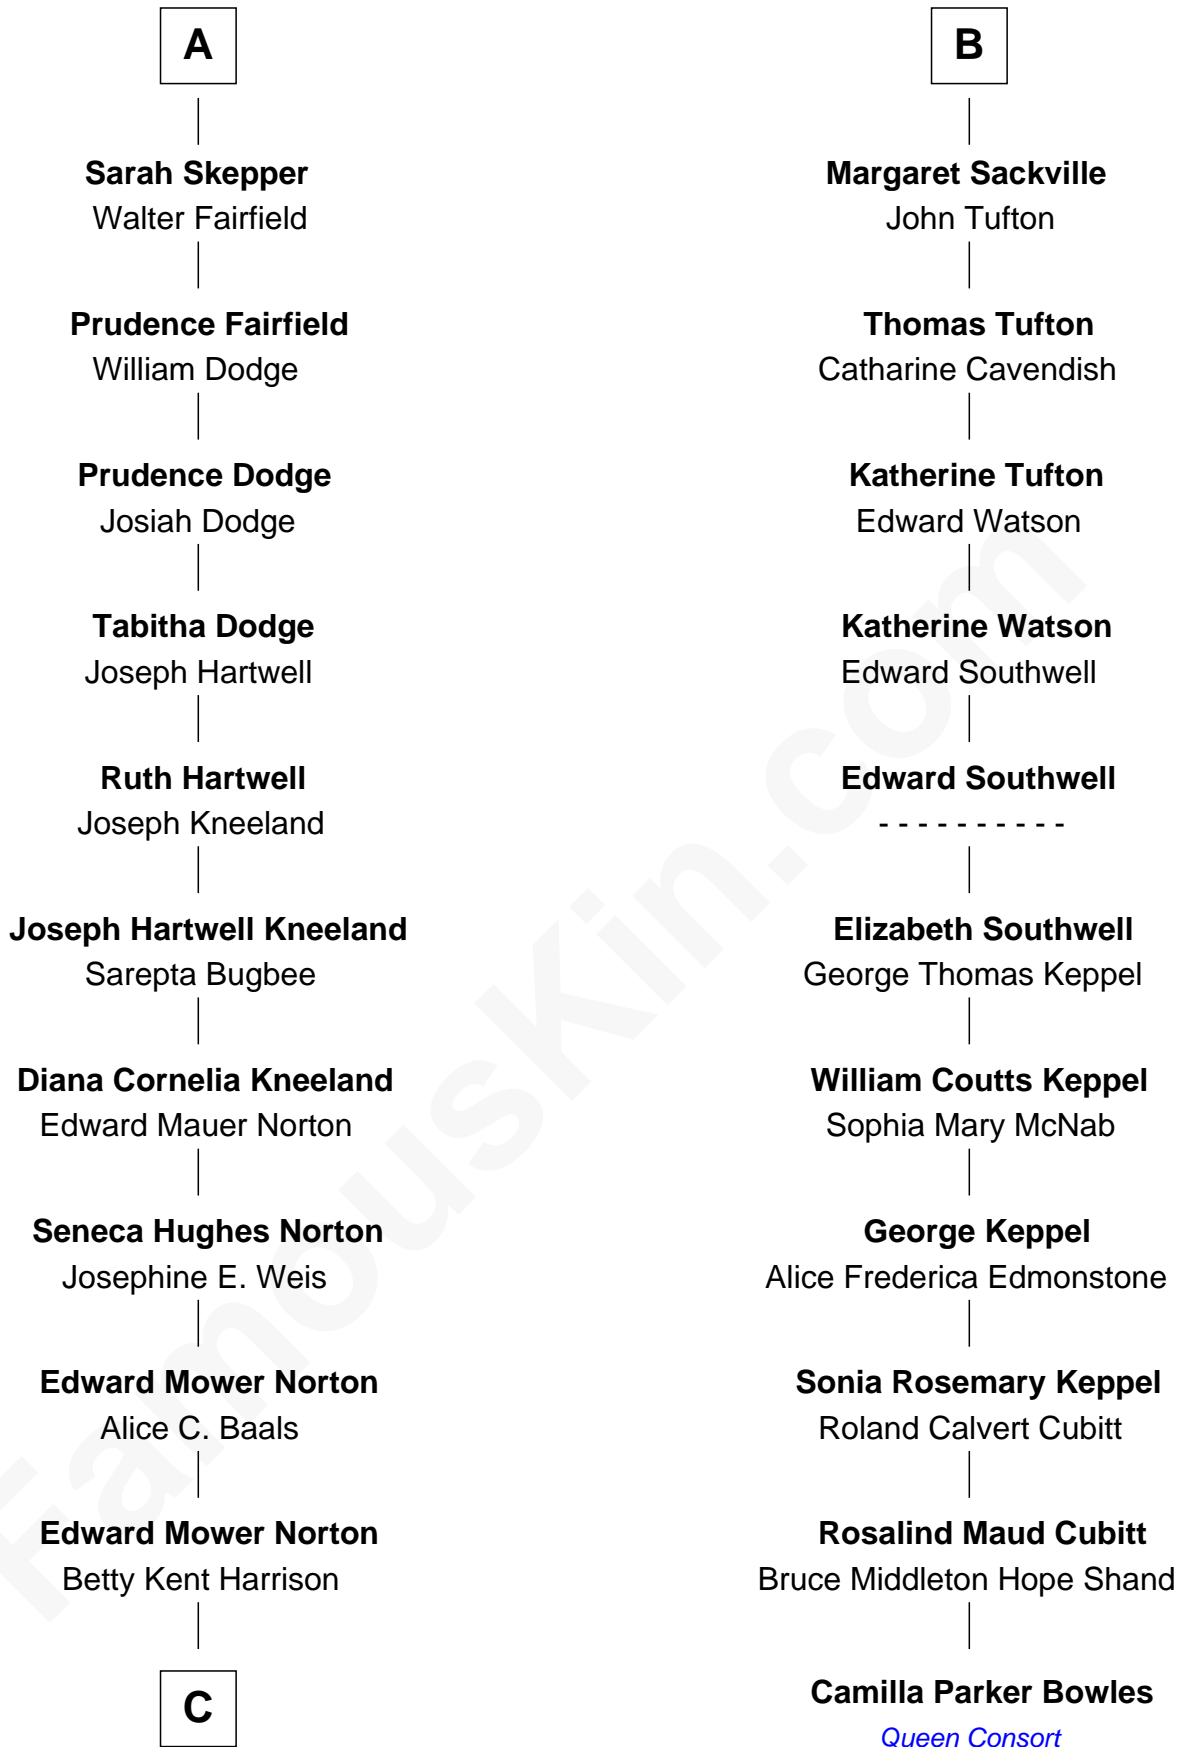 A
Sarah Skepper
Walter Fairfield
Prudence Fairfield
William Dodge
Prudence Dodge
Josiah Dodge
Tabitha Dodge
Joseph Hartwell
Ruth Hartwell
Joseph Kneeland
Joseph Hartwell Kneeland
Sarepta Bugbee
Diana Cornelia Kneeland
Edward Mauer Norton
Seneca Hughes Norton
Josephine E. Weis
Edward Mower Norton
Alice C. Baals
Edward Mower Norton
Betty Kent Harrison
C
B
Margaret Sackville
John Tufton
Thomas Tufton
Catharine Cavendish
Katherine Tufton
Edward Watson
Katherine Watson
Edward Southwell
Edward Southwell
- - - - - - - - - -
Elizabeth Southwell
George Thomas Keppel
William Coutts Keppel
Sophia Mary McNab
George Keppel
Alice Frederica Edmonstone
Sonia Rosemary Keppel
Roland Calvert Cubitt
Rosalind Maud Cubitt
Bruce Middleton Hope Shand
Camilla Parker Bowles
Queen Consort
FamousKin.com